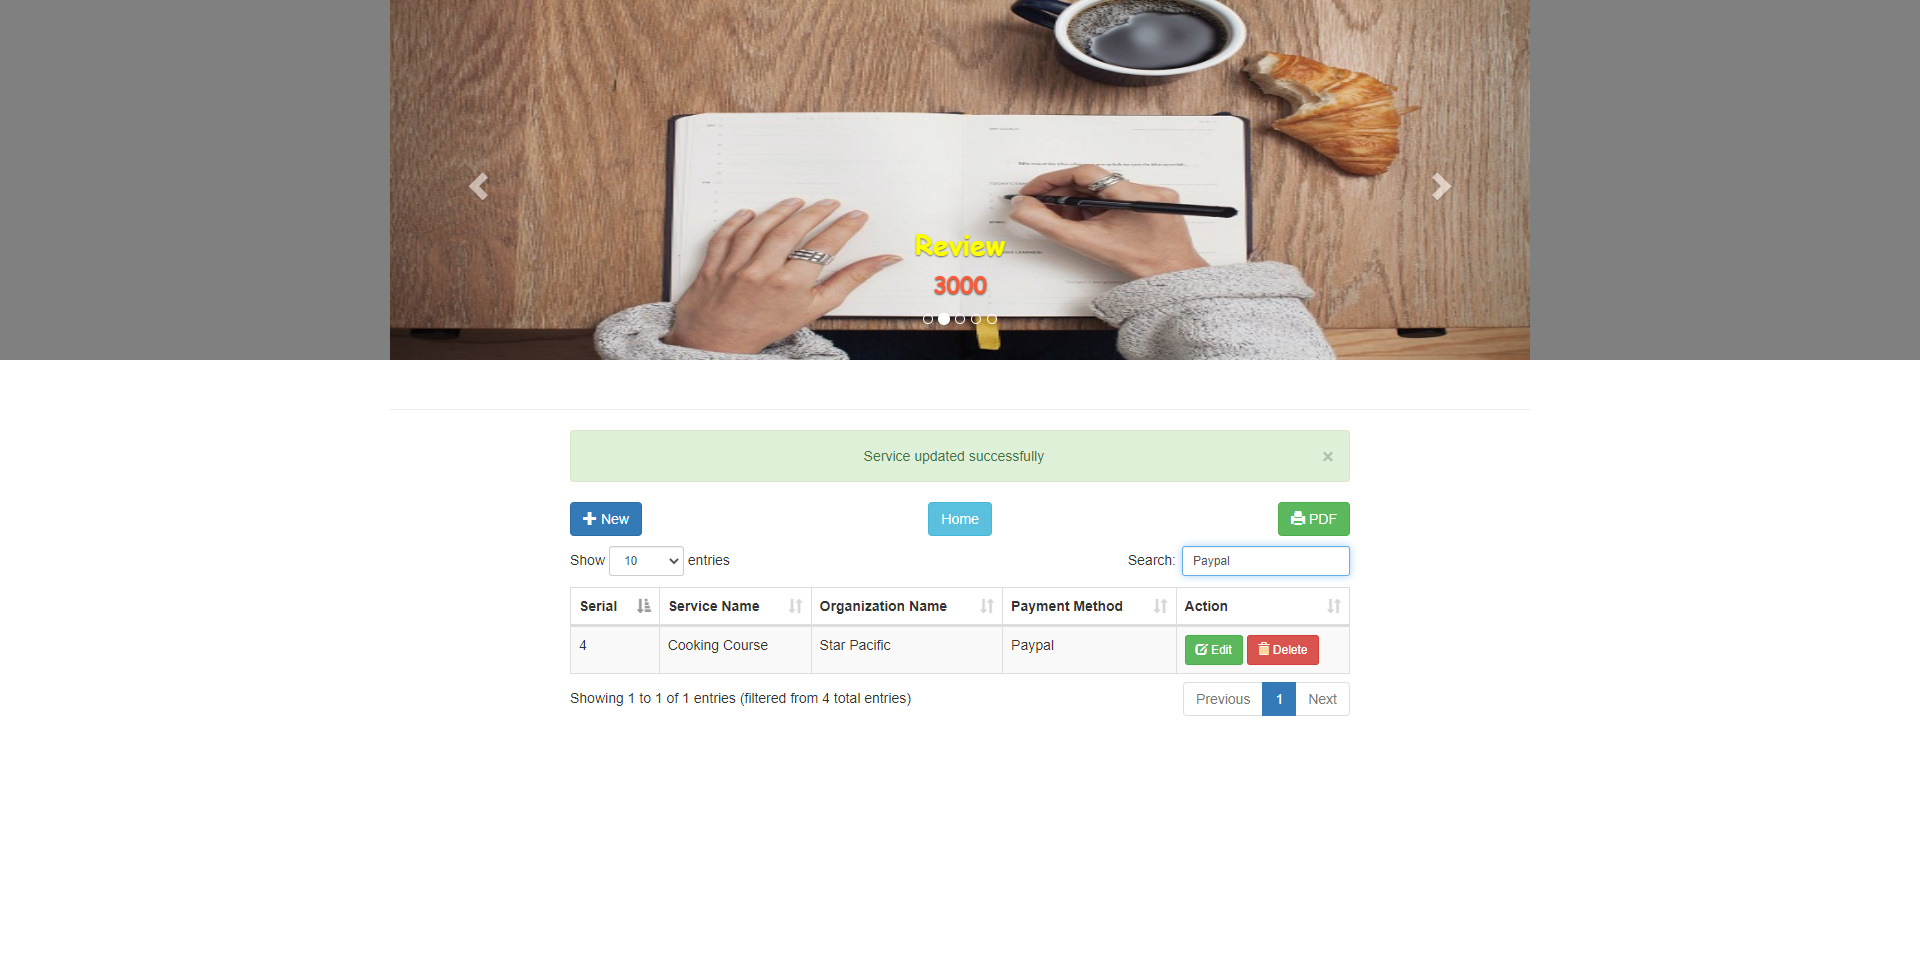 Review
3000
Service updated successfully ×
New Home PDF
Show 10 entries Search: Paypal
Serial Service Name Organization Name Payment Method Action
4 Cooking Course Star Pacific Paypal Edit Delete
Showing 1 to 1 of 1 entries (filtered from 4 total entries) Previous 1 Next